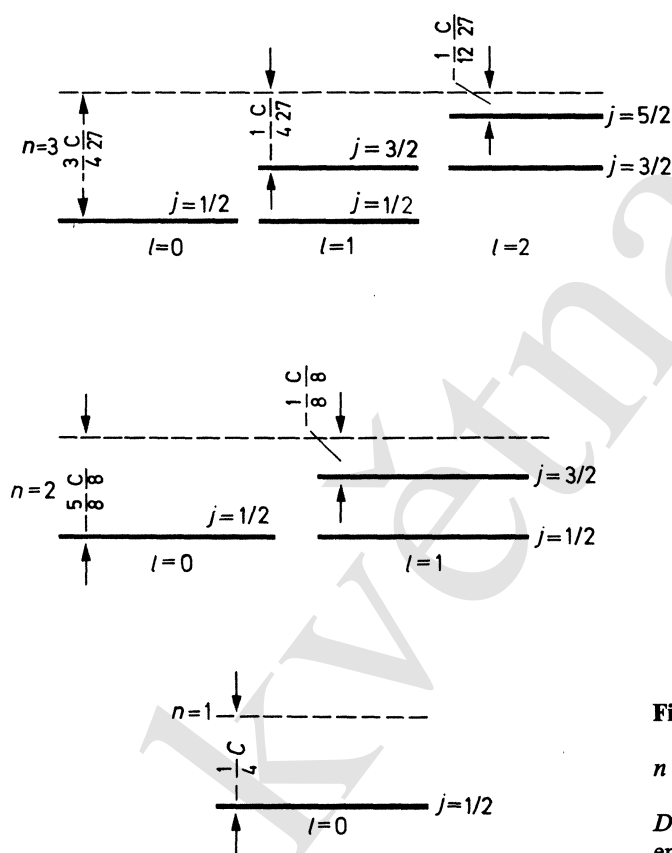 1/12 C/27
1/4 C/27
n=3
3/4 C/27
j=5/2
j=3/2
j=3/2
j=1/2
j=1/2
l=0
l=1
l=2
1/8 C/8
n=2
5/8 C/8
j=3/2
j=1/2
j=1/2
l=0
l=1
n=1
1/4 C
j=1/2
l=0
Fi
n
D
en
května